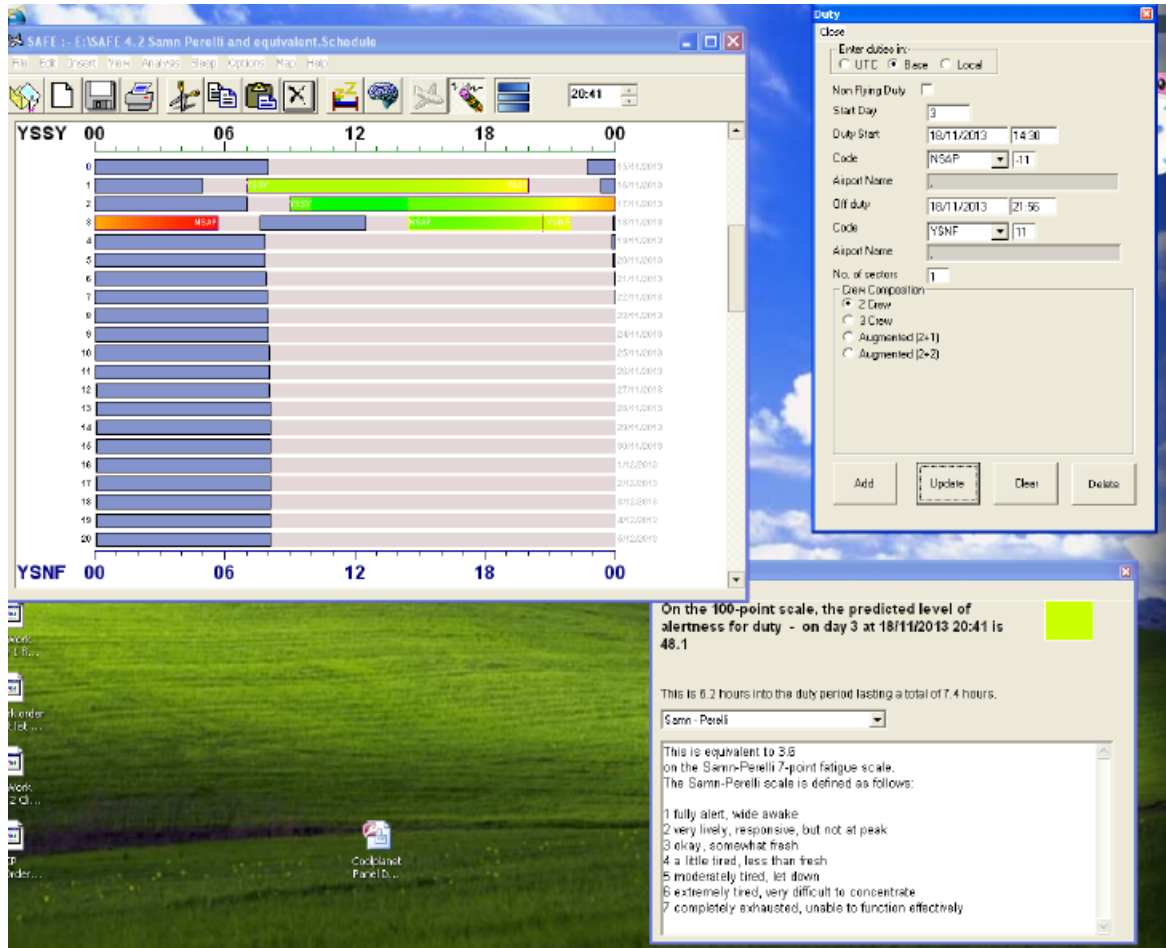 SAFE :- E:\SAFE 4.2 Samn Perelli and equivalent.Schedule
File Edit Insert View Analysis Sleep Options Map Help
20:41
YSSY 00 06 12 18 00
0 15/11/2013
1 YSSY YSSY 16/11/2013
2 YSSY 17/11/2013
3 NSAP NSAP YSNF 18/11/2013
4 19/11/2013
5 20/11/2013
6 21/11/2013
7 22/11/2013
8 23/11/2013
9 24/11/2013
10 25/11/2013
11 26/11/2013
12 27/11/2013
13 28/11/2013
14 29/11/2013
15 30/11/2013
16 1/12/2013
17 2/12/2013
18 3/12/2013
19 4/12/2013
20 5/12/2013
YSNF 00 06 12 18 00
Duty
Close
Enter duties in:-
UTC Base Local
Non Flying Duty
Start Day 3
Duty Start 18/11/2013 14:30
Code NSAP -11
Airport Name ,
Off duty 18/11/2013 21:56
Code YSNF 11
Airport Name ,
No. of sectors 1
Crew Composition
2 Crew
3 Crew
Augmented (2+1)
Augmented (2+2)
Add Update Clear Delete
On the 100-point scale, the predicted level of
alertness for duty - on day 3 at 18/11/2013 20:41 is
48.1
This is 6.2 hours into the duty period lasting a total of 7.4 hours.
Samn - Perelli
This is equivalent to 3.6
on the Samn-Perelli 7-point fatigue scale.
The Samn-Perelli scale is defined as follows:
1 fully alert, wide awake
2 very lively, responsive, but not at peak
3 okay, somewhat fresh
4 a little tired, less than fresh
5 moderately tired, let down
6 extremely tired, very difficult to concentrate
7 completely exhausted, unable to function effectively
Work
order
list ...
Work
Coolplanet
Panel D...